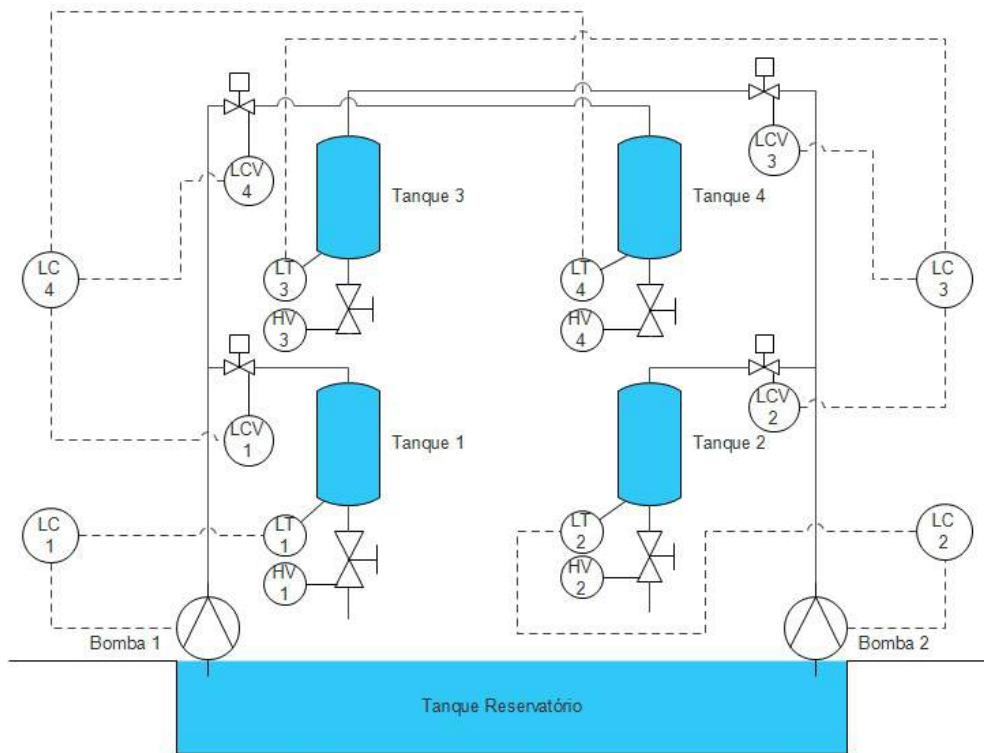 LCV
4
LCV
3
Tanque 3
Tanque 4
LC
4
LT
3
LT
4
LC
3
HV
3
HV
4
LCV
1
LCV
2
Tanque 1
Tanque 2
LC
1
LT
1
LT
2
LC
2
HV
1
HV
2
Bomba 1
Bomba 2
Tanque Reservatório